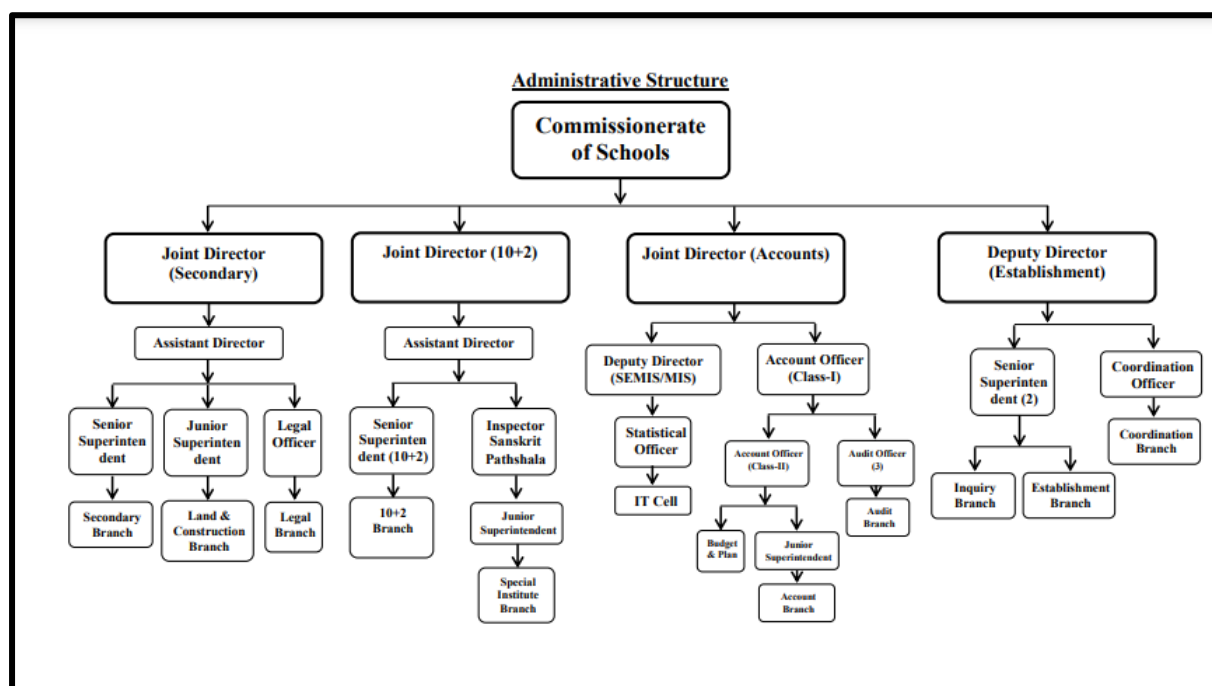 Administrative Structure
Commissionerate
of Schools
Joint Director
(Secondary)
Joint Director (10+2)
Joint Director (Accounts)
Deputy Director
(Establishment)
Assistant Director
Assistant Director
Deputy Director
(SEMIS/MIS)
Account Officer
(Class-I)
Senior
Superinten
dent (2)
Coordination
Officer
Senior
Superinten
dent
Junior
Superinten
dent
Legal
Officer
Senior
Superinten
dent (10+2)
Inspector
Sanskrit
Pathshala
Statistical
Officer
Account Officer
(Class-II)
Audit Officer
(3)
Coordination
Branch
Secondary
Branch
Land &
Construction
Branch
Legal
Branch
10+2
Branch
Junior
Superintendent
IT Cell
Audit
Branch
Inquiry
Branch
Establishment
Branch
Budget
& Plan
Junior
Superintendent
Special
Institute
Branch
Account
Branch